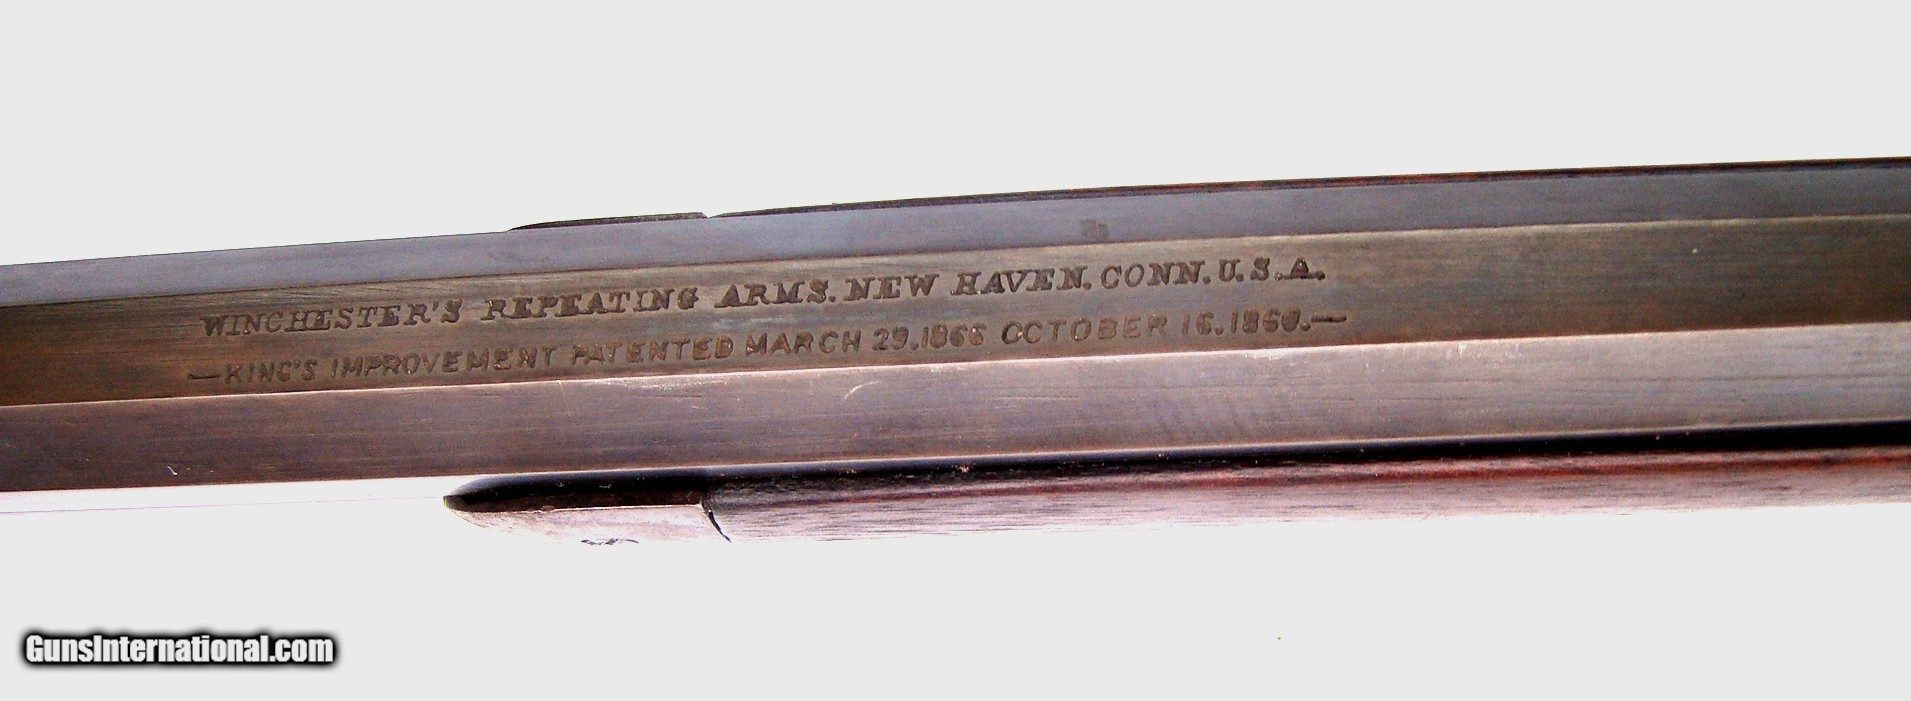 WINCHESTER'S REPEATING ARMS. NEW HAVEN. CONN. U.S.A.
—KING'S IMPROVEMENT PATENTED MARCH 29. 1866 OCTOBER 16. 1860.—
GunsInternational.com